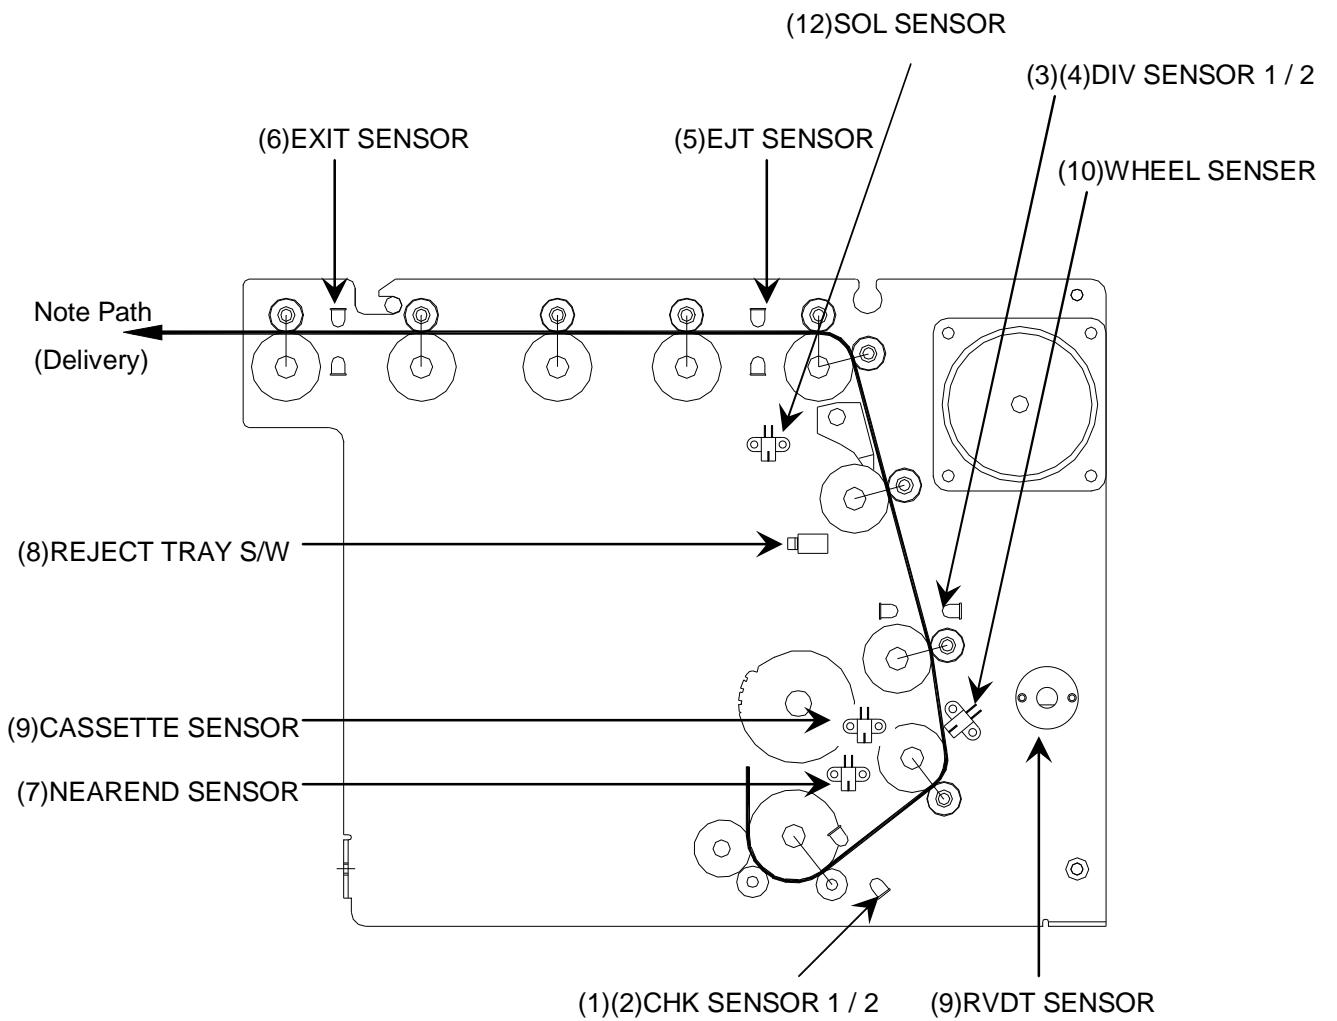 (12)SOL SENSOR
(3)(4)DIV SENSOR 1 / 2
(6)EXIT SENSOR
(5)EJT SENSOR
(10)WHEEL SENSER
Note Path
(Delivery)
(8)REJECT TRAY S/W
(9)CASSETTE SENSOR
(7)NEAREND SENSOR
(1)(2)CHK SENSOR 1 / 2
(9)RVDT SENSOR